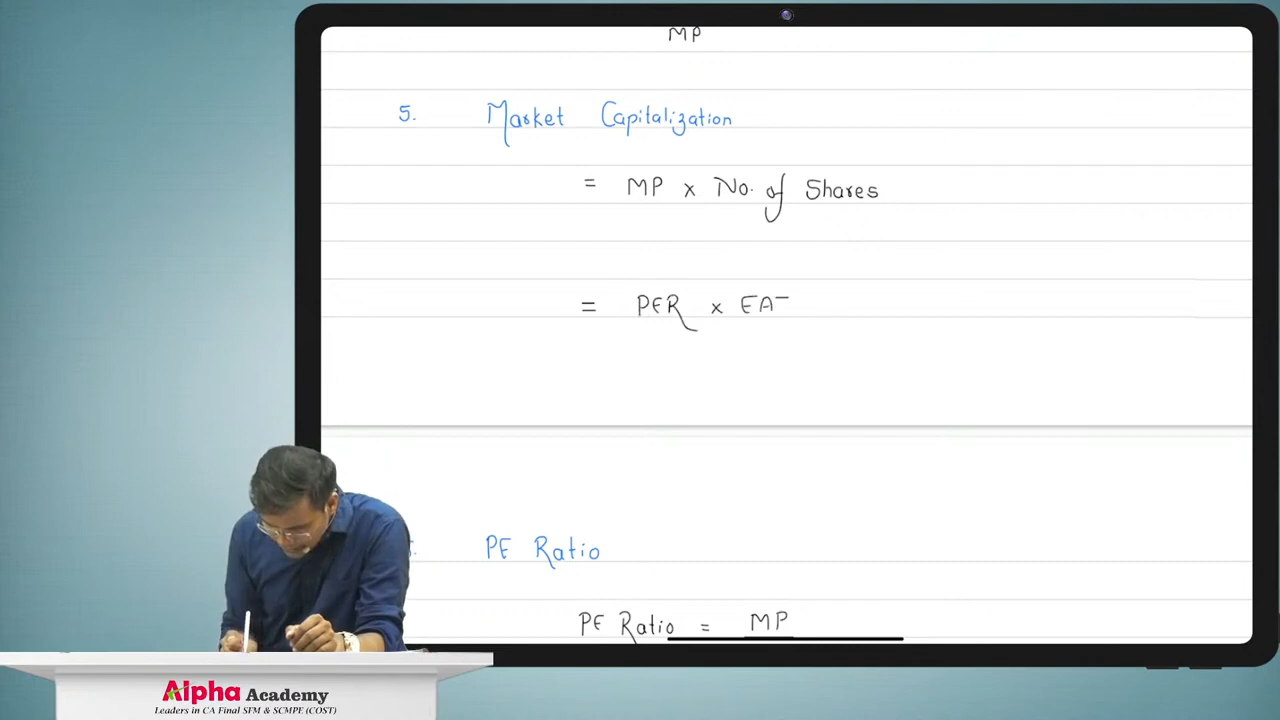 MP
5. Market Capitalization
= MP x No. of Shares
= PER x EAT
PE Ratio
PE Ratio = MP
Alpha Academy
Leaders in CA Final SFM & SCMPE (COST)